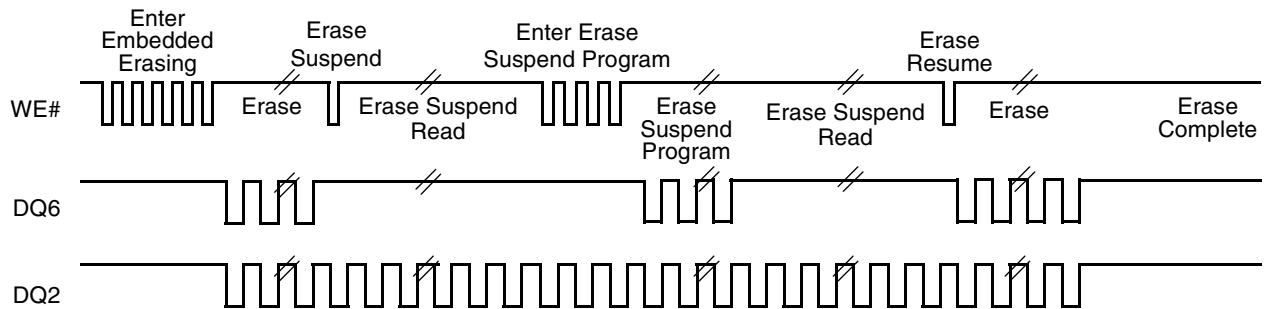 Enter
Embedded
Erasing
Erase
Suspend
Enter Erase
Suspend Program
Erase
Resume
WE#
Erase
Erase Suspend
Read
Erase
Suspend
Program
Erase Suspend
Read
Erase
Erase
Complete
DQ6
DQ2